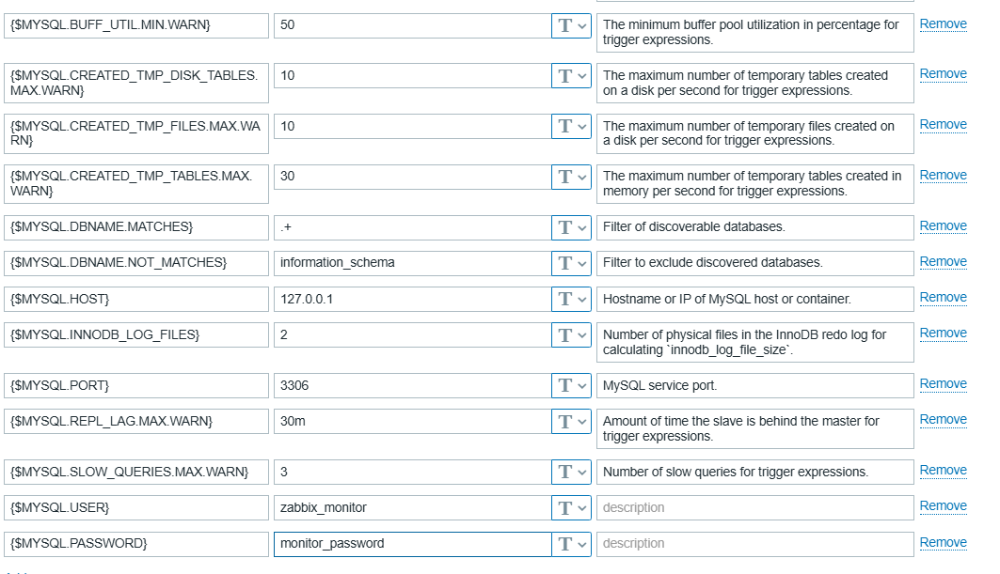 {$MYSQL.BUFF_UTIL.MIN.WARN} 50 T The minimum buffer pool utilization in percentage for Remove
trigger expressions.
{$MYSQL.CREATED_TMP_DISK_TABLES. 10 T The maximum number of temporary tables created Remove
MAX.WARN} on a disk per second for trigger expressions.
{$MYSQL.CREATED_TMP_FILES.MAX.WA 10 T The maximum number of temporary files created on Remove
RN} a disk per second for trigger expressions.
{$MYSQL.CREATED_TMP_TABLES.MAX. 30 T The maximum number of temporary tables created in Remove
WARN} memory per second for trigger expressions.
{$MYSQL.DBNAME.MATCHES} .+ T Filter of discoverable databases. Remove
{$MYSQL.DBNAME.NOT_MATCHES} information_schema T Filter to exclude discovered databases. Remove
{$MYSQL.HOST} 127.0.0.1 T Hostname or IP of MySQL host or container. Remove
{$MYSQL.INNODB_LOG_FILES} 2 T Number of physical files in the InnoDB redo log for Remove
calculating `innodb_log_file_size`.
{$MYSQL.PORT} 3306 T MySQL service port. Remove
{$MYSQL.REPL_LAG.MAX.WARN} 30m T Amount of time the slave is behind the master for Remove
trigger expressions.
{$MYSQL.SLOW_QUERIES.MAX.WARN} 3 T Number of slow queries for trigger expressions. Remove
{$MYSQL.USER} zabbix_monitor T description Remove
{$MYSQL.PASSWORD} monitor_password T description Remove